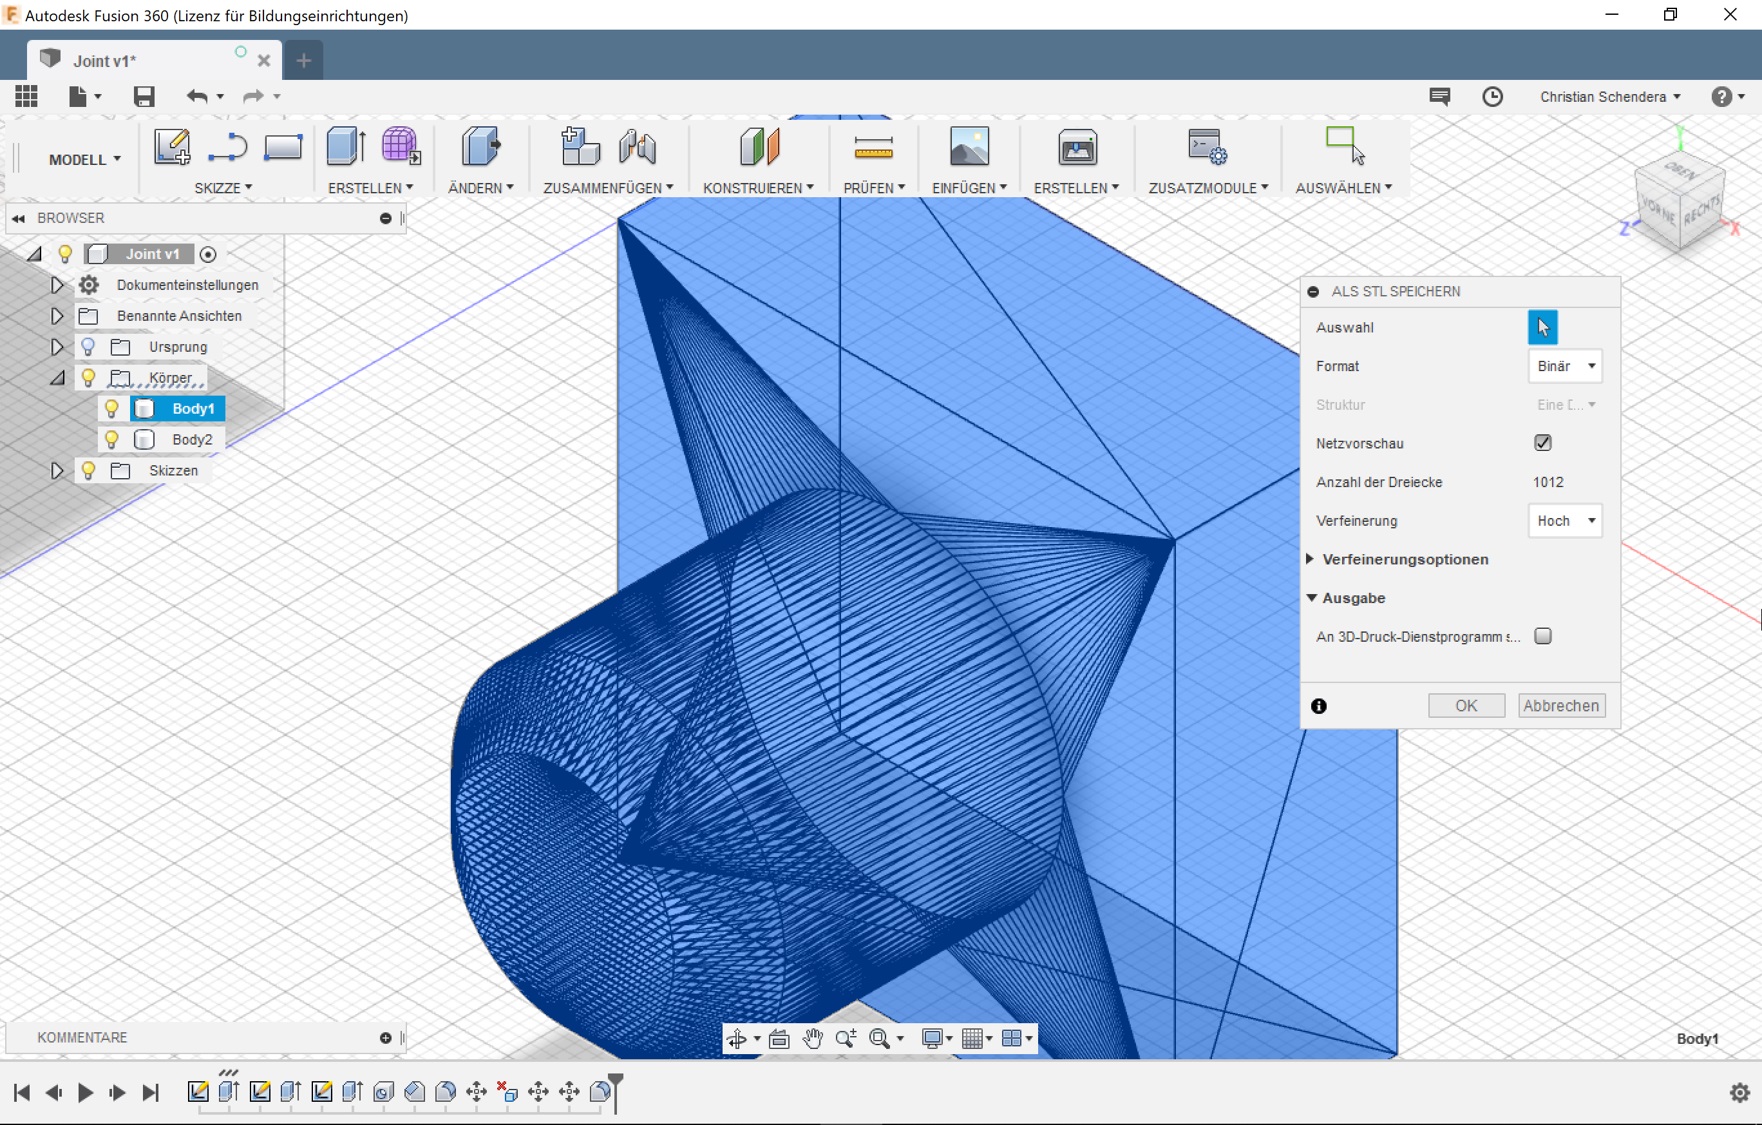 Autodesk Fusion 360 (Lizenz für Bildungseinrichtungen)
Joint v1*
Christian Schendera
MODELL
SKIZZE
ERSTELLEN
ÄNDERN
ZUSAMMENFÜGEN
KONSTRUIEREN
PRÜFEN
EINFÜGEN
ERSTELLEN
ZUSATZMODULE
AUSWÄHLEN
Y
OBEN
VORNE
RECHTS
Z
X
BROWSER
Joint v1
Dokumenteinstellungen
Benannte Ansichten
Ursprung
Körper
Body1
Body2
Skizzen
ALS STL SPEICHERN
Auswahl
Format Binär
Struktur Eine D...
Netzvorschau
Anzahl der Dreiecke 1012
Verfeinerung Hoch
Verfeinerungsoptionen
Ausgabe
An 3D-Druck-Dienstprogramm s...
OK Abbrechen
KOMMENTARE
Body1